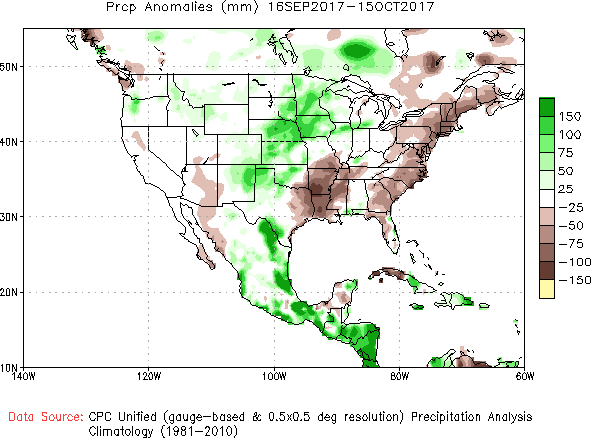 Prcp Anomalies (mm) 16SEP2017-15OCT2017
50N
40N
30N
20N
10N
140W 120W 100W 80W 60W
150
100
75
50
25
-25
-50
-75
-100
-150
Data Source: CPC Unified (gauge-based & 0.5x0.5 deg resolution) Precipitation Analysis
Climatology (1981-2010)